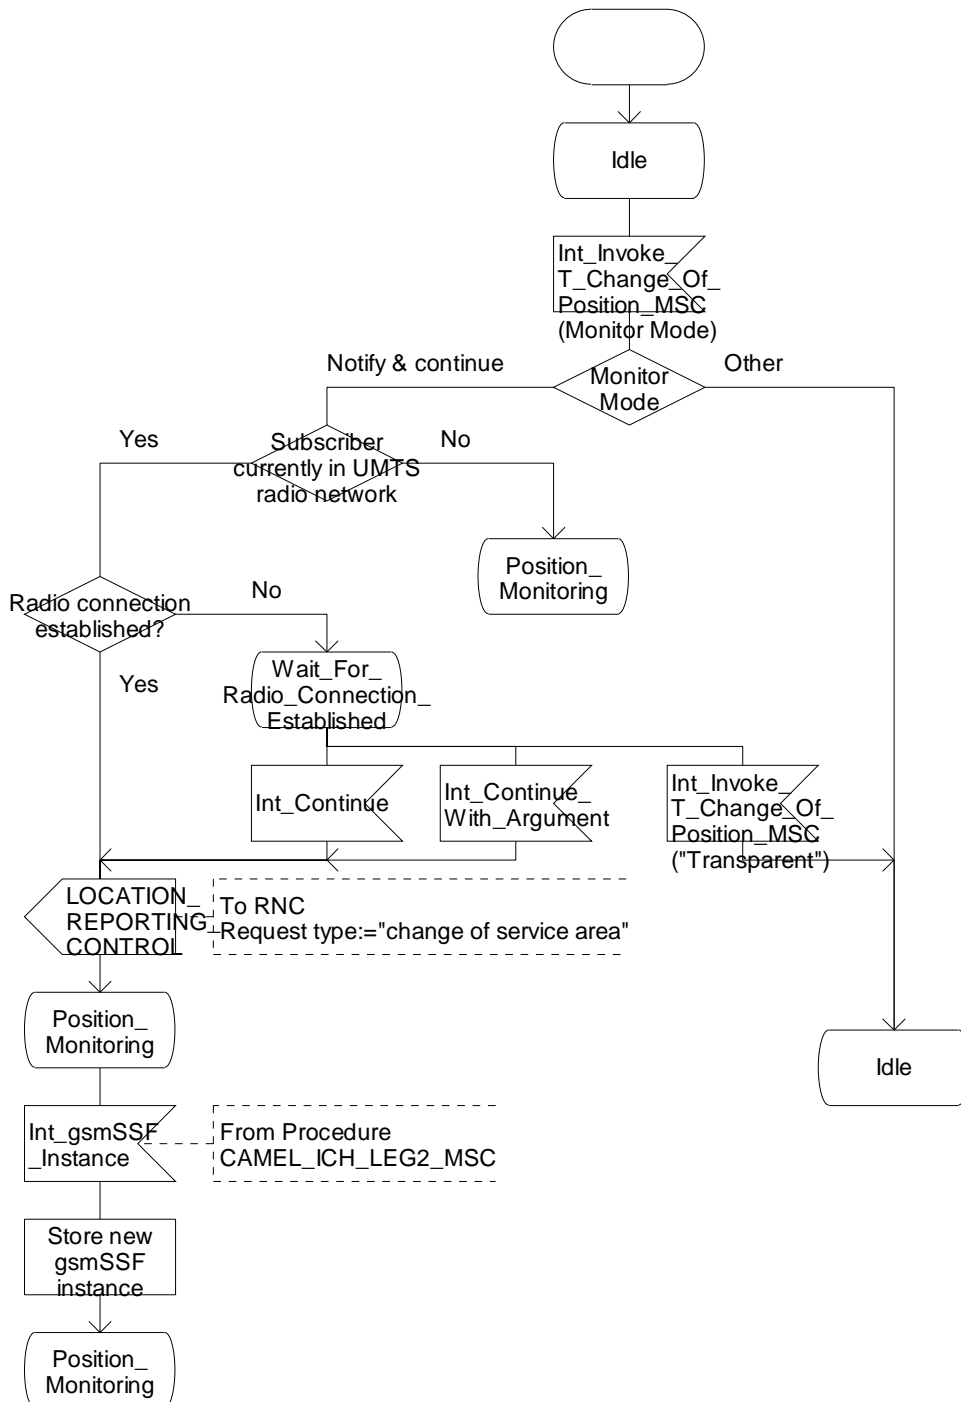 Idle
Int_Invoke_
T_Change_Of_
Position_MSC
(Monitor Mode)
Notify & continue
Monitor
Mode
Other
Yes
Subscriber
currently in UMTS
radio network
No
Position_
Monitoring
Radio connection
established?
No
Yes
Wait_For_
Radio_Connection_
Established
Int_Continue
Int_Continue_
With_Argument
Int_Invoke_
T_Change_Of_
Position_MSC
("Transparent")
LOCATION_
REPORTING_
CONTROL
To RNC
Request type:="change of service area"
Position_
Monitoring
Idle
Int_gsmSSF
_Instance
From Procedure
CAMEL_ICH_LEG2_MSC
Store new
gsmSSF
instance
Position_
Monitoring